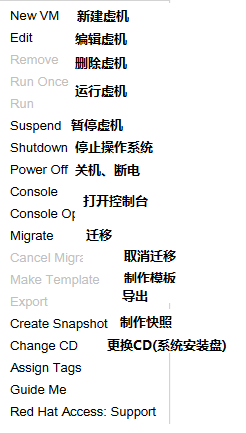 New VM 新建虚机
Edit 编辑虚机
Remove 删除虚机
Run Once
运行虚机
Run
Suspend 暂停虚机
Shutdown 停止操作系统
Power Off 关机、断电
Console
打开控制台
Console Op
Migrate 迁移
Cancel Migra 取消迁移
Make Template 制作模板
Export 导出
Create Snapshot 制作快照
Change CD 更换CD(系统安装盘)
Assign Tags
Guide Me
Red Hat Access: Support